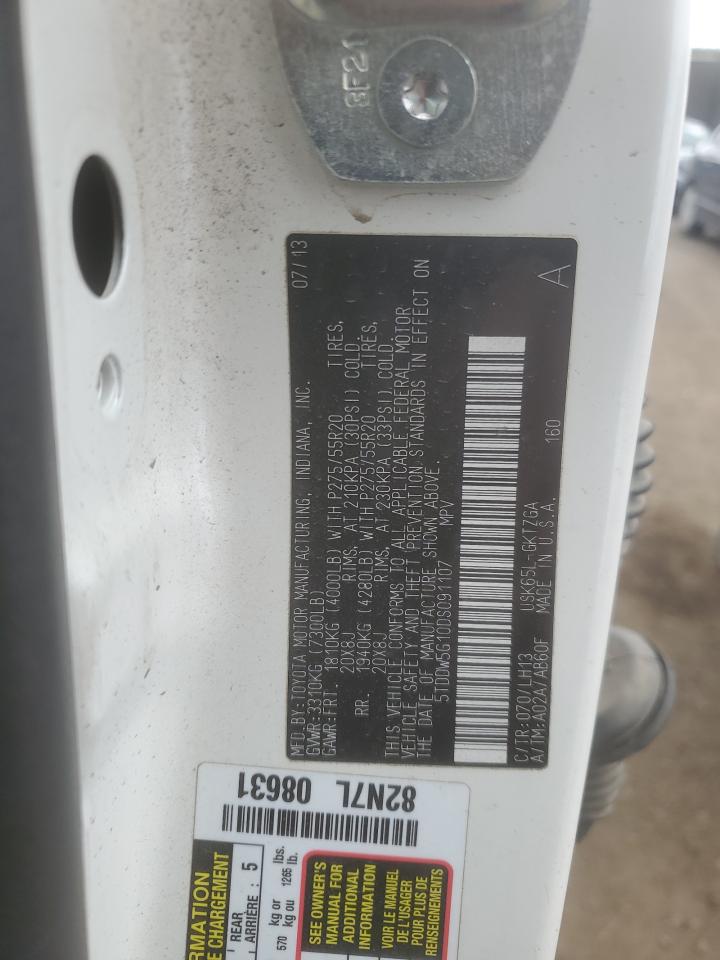 8F21
MFD.BY:TOYOTA MOTOR MANUFACTURING, INDIANA, INC. 07/13
GVWR:3310KG (7300LB)
GAWR:FRT. 1810KG (4000LB) WITH P275/55R20 TIRES,
20X8J RIMS, AT 210KPA (30PSI) COLD.
RR. 1940KG (4280LB) WITH P275/55R20 TIRES,
20X8J RIMS, AT 230KPA (33PSI) COLD.
THIS VEHICLE CONFORMS TO ALL APPLICABLE FEDERAL MOTOR
VEHICLE SAFETY AND THEFT PREVENTION STANDARDS IN EFFECT ON
THE DATE OF MANUFACTURE SHOWN ABOVE.
5TDDW5G10DS091107 MPV
C/TR:070/LH13 USK65L-GKTZGA A
A/TM:A02A/AB60F MADE IN U.S.A. 160
82N7L 08631
REAR
ARRIÈRE : 5
570 kg or 1265 lbs.
kg ou lb.
SEE OWNER'S
MANUAL FOR
ADDITIONAL
INFORMATION
VOIR LE MANUEL
DE L'USAGER
POUR PLUS DE
RENSEIGNEMENTS